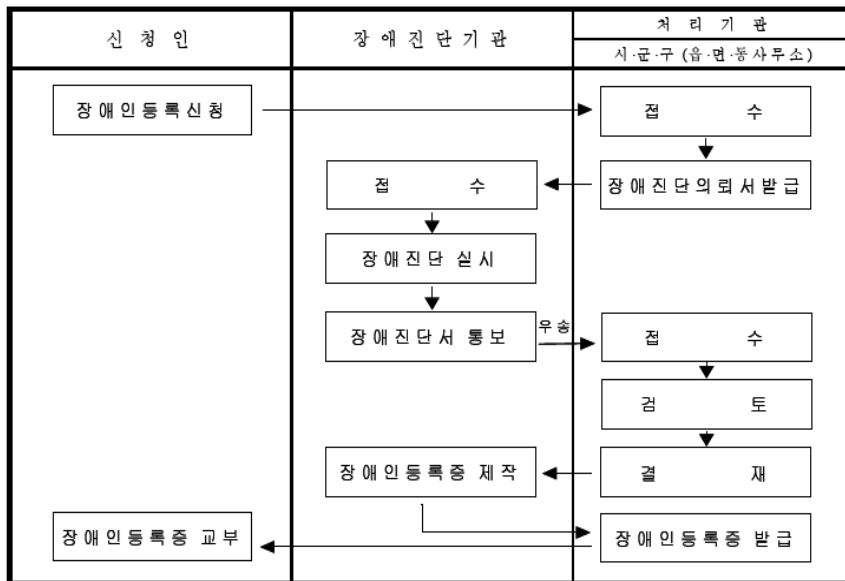 신 청 인
장 애 진 단 기 관
처 리 기 관
시·군·구 (읍·면·동사무소)
장애인등록신청
접 수
접 수
장애진단의뢰서발급
장애진단 실시
장애진단서 통보
우송
접 수
검 토
장애인등록증 제작
결 재
장애인등록증 교부
장애인등록증 발급